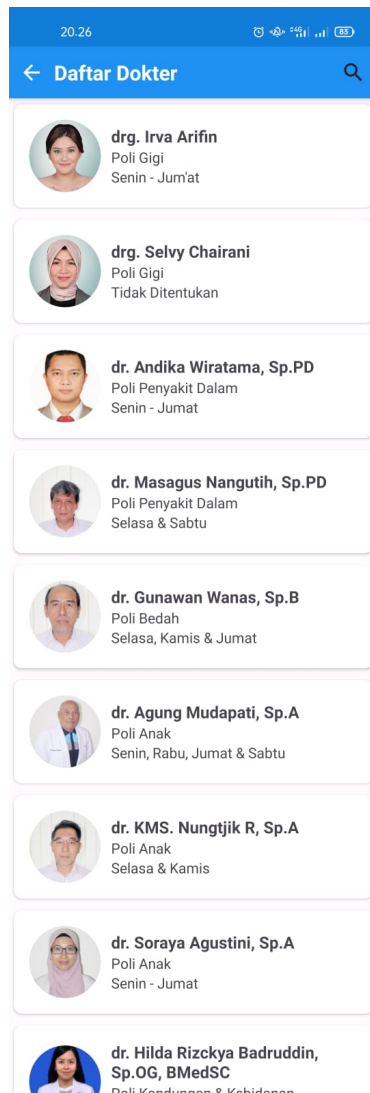 20.26
83
Daftar Dokter
drg. Irva Arifin
Poli Gigi
Senin - Jum'at
drg. Selvy Chairani
Poli Gigi
Tidak Ditentukan
dr. Andika Wiratama, Sp.PD
Poli Penyakit Dalam
Senin - Jumat
dr. Masagus Nangutih, Sp.PD
Poli Penyakit Dalam
Selasa & Sabtu
dr. Gunawan Wanas, Sp.B
Poli Bedah
Selasa, Kamis & Jumat
dr. Agung Mudapati, Sp.A
Poli Anak
Senin, Rabu, Jumat & Sabtu
dr. KMS. Nungtjik R, Sp.A
Poli Anak
Selasa & Kamis
dr. Soraya Agustini, Sp.A
Poli Anak
Senin - Jumat
dr. Hilda Rizckya Badruddin,
Sp.OG, BMedSC
Poli Kandungan & Kebidanan